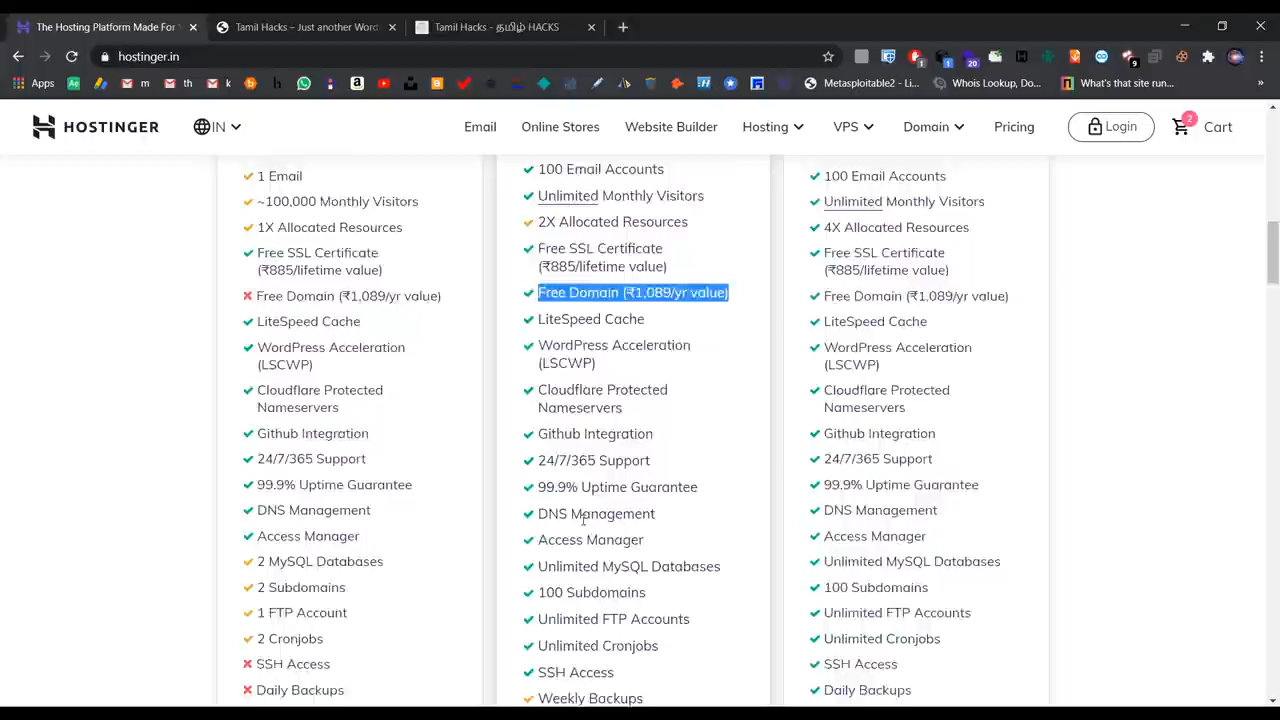 The Hosting Platform Made For Y
Tamil Hacks – Just another Word
Tamil Hacks - தமிழ் HACKS
hostinger.in
Apps
m
th
k
Metasploitable2 - Li...
Whois Lookup, Do...
What's that site run...
HOSTINGER
IN
Email
Online Stores
Website Builder
Hosting
VPS
Domain
Pricing
Login
2
Cart
1 Email
~100,000 Monthly Visitors
1X Allocated Resources
Free SSL Certificate
(₹885/lifetime value)
Free Domain (₹1,089/yr value)
LiteSpeed Cache
WordPress Acceleration
(LSCWP)
Cloudflare Protected
Nameservers
Github Integration
24/7/365 Support
99.9% Uptime Guarantee
DNS Management
Access Manager
2 MySQL Databases
2 Subdomains
1 FTP Account
2 Cronjobs
SSH Access
Daily Backups
100 Email Accounts
Unlimited Monthly Visitors
2X Allocated Resources
Free SSL Certificate
(₹885/lifetime value)
Free Domain (₹1,089/yr value)
LiteSpeed Cache
WordPress Acceleration
(LSCWP)
Cloudflare Protected
Nameservers
Github Integration
24/7/365 Support
99.9% Uptime Guarantee
DNS Management
Access Manager
Unlimited MySQL Databases
100 Subdomains
Unlimited FTP Accounts
Unlimited Cronjobs
SSH Access
Weekly Backups
100 Email Accounts
Unlimited Monthly Visitors
4X Allocated Resources
Free SSL Certificate
(₹885/lifetime value)
Free Domain (₹1,089/yr value)
LiteSpeed Cache
WordPress Acceleration
(LSCWP)
Cloudflare Protected
Nameservers
Github Integration
24/7/365 Support
99.9% Uptime Guarantee
DNS Management
Access Manager
Unlimited MySQL Databases
100 Subdomains
Unlimited FTP Accounts
Unlimited Cronjobs
SSH Access
Daily Backups